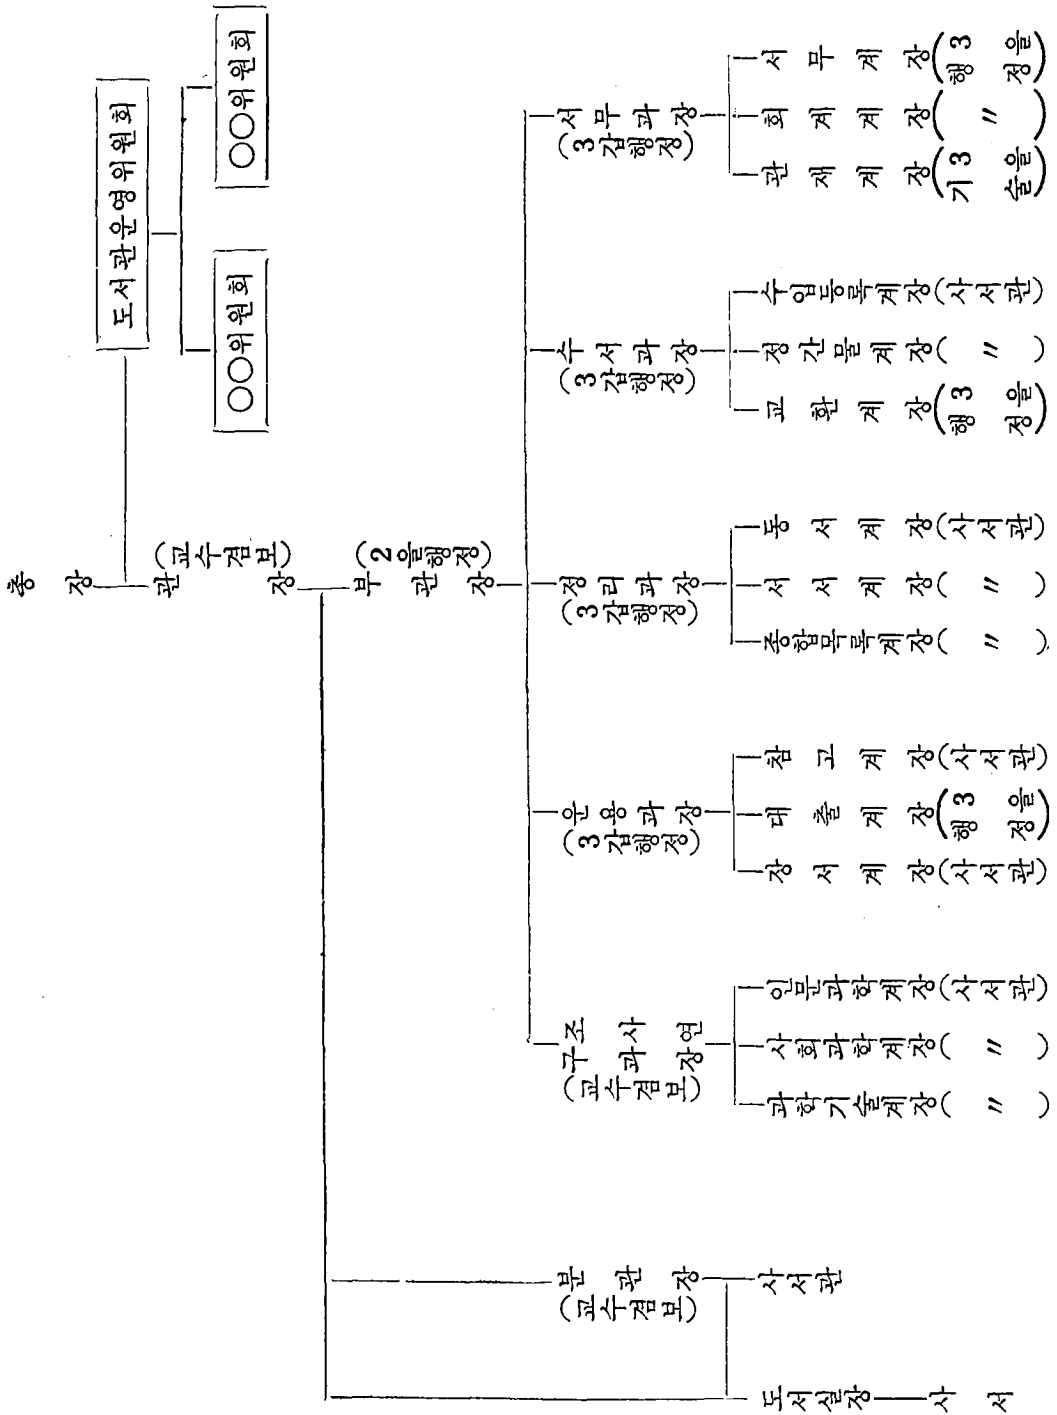 총장
도서관운영위원회
○○위원회
○○위원회
관장
(교수겸보)
부관장
(2을행정)
서무과장
(3갑행정)
서무계장(3을행정)
회계계장(〃)
관재계장(3을기술)
수서과장
(3갑행정)
수입등록계장(사서관)
정간물계장(〃)
교환계장(3을행정)
정리과장
(3갑행정)
동서계장(사서관)
서서계장(〃)
종합목록계장(〃)
운용과장
(3갑행정)
참고계장(사서관)
대출계장(3을행정)
장서계장(사서관)
조사연
구과장
(교수겸보)
인문과학계장(사서관)
사회과학계장(〃)
과학기술계장(〃)
분관장
(교수겸보)
사서관
도서실장
사서